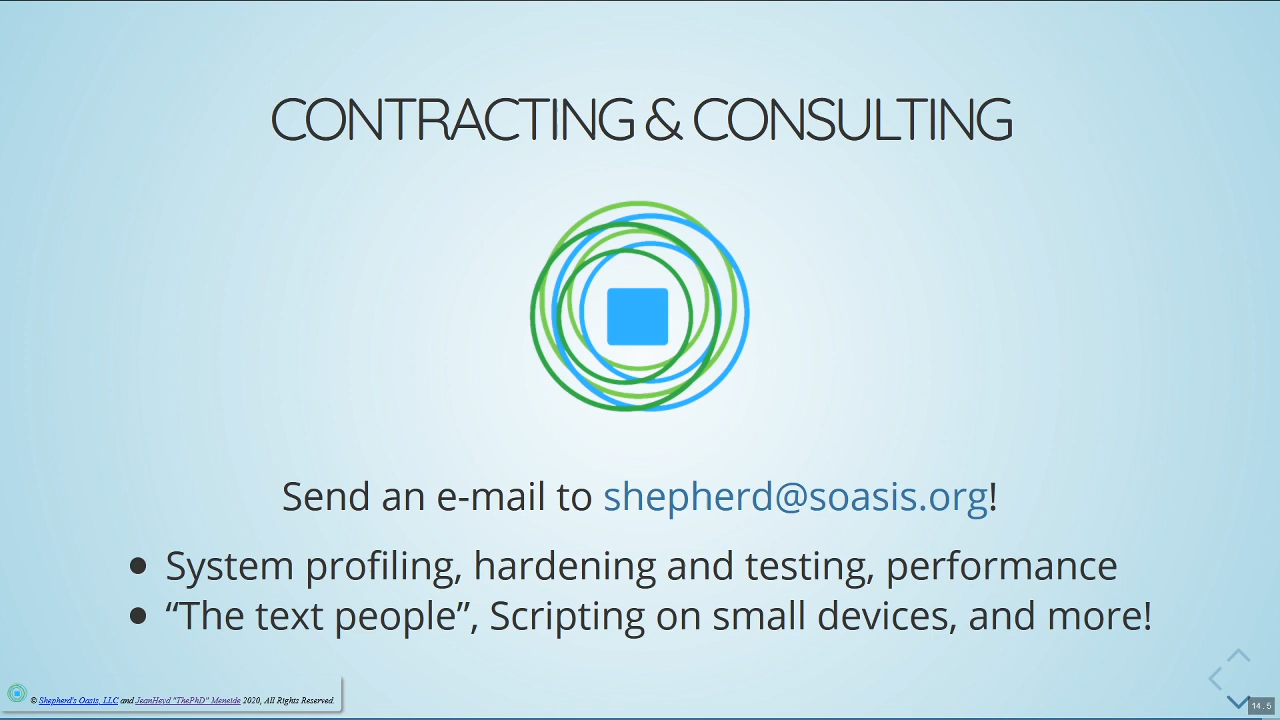 CONTRACTING & CONSULTING
Send an e-mail to shepherd@soasis.org!
• System profiling, hardening and testing, performance
• “The text people”, Scripting on small devices, and more!
© Shepherd's Oasis, LLC and JeanHeyd "ThePhD" Meneide 2020, All Rights Reserved.
14.5